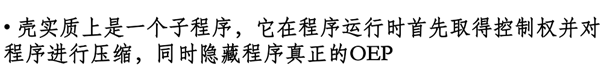 • 壳实质上是一个子程序，它在程序运行时首先取得控制权并对
程序进行压缩，同时隐藏程序真正的OEP